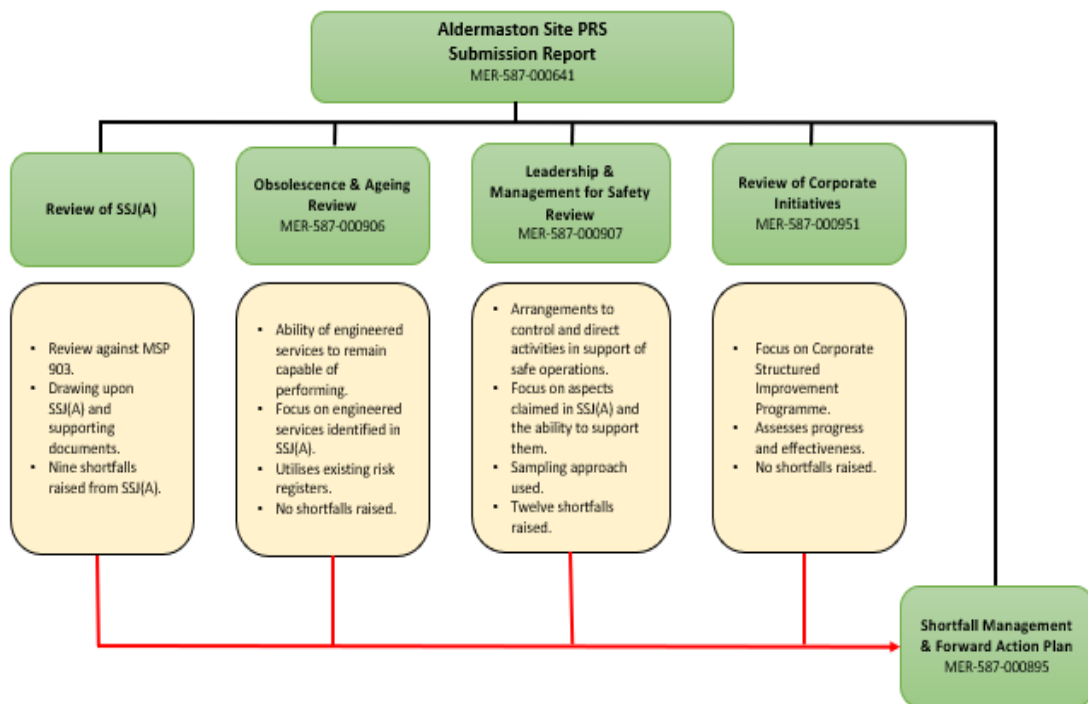 Aldermaston Site PRS
Submission Report
MER-587-000641
Review of SSJ(A)
Obsolescence & Ageing
Review
MER-587-000906
Leadership &
Management for Safety
Review
MER-587-000907
Review of Corporate
Initiatives
MER-587-000951
• Review against MSP
903.
• Drawing upon
SSJ(A) and
supporting
documents.
• Nine shortfalls
raised from SSJ(A).
• Ability of engineered
services to remain
capable of
performing.
• Focus on engineered
services identified in
SSJ(A).
• Utilises existing risk
registers.
• No shortfalls raised.
• Arrangements to
control and direct
activities in support of
safe operations.
• Focus on aspects
claimed in SSJ(A) and
the ability to support
them.
• Sampling approach
used.
• Twelve shortfalls
raised.
• Focus on Corporate
Structured
Improvement
Programme.
• Assesses progress
and effectiveness.
• No shortfalls raised.
Shortfall Management
& Forward Action Plan
MER-587-000895